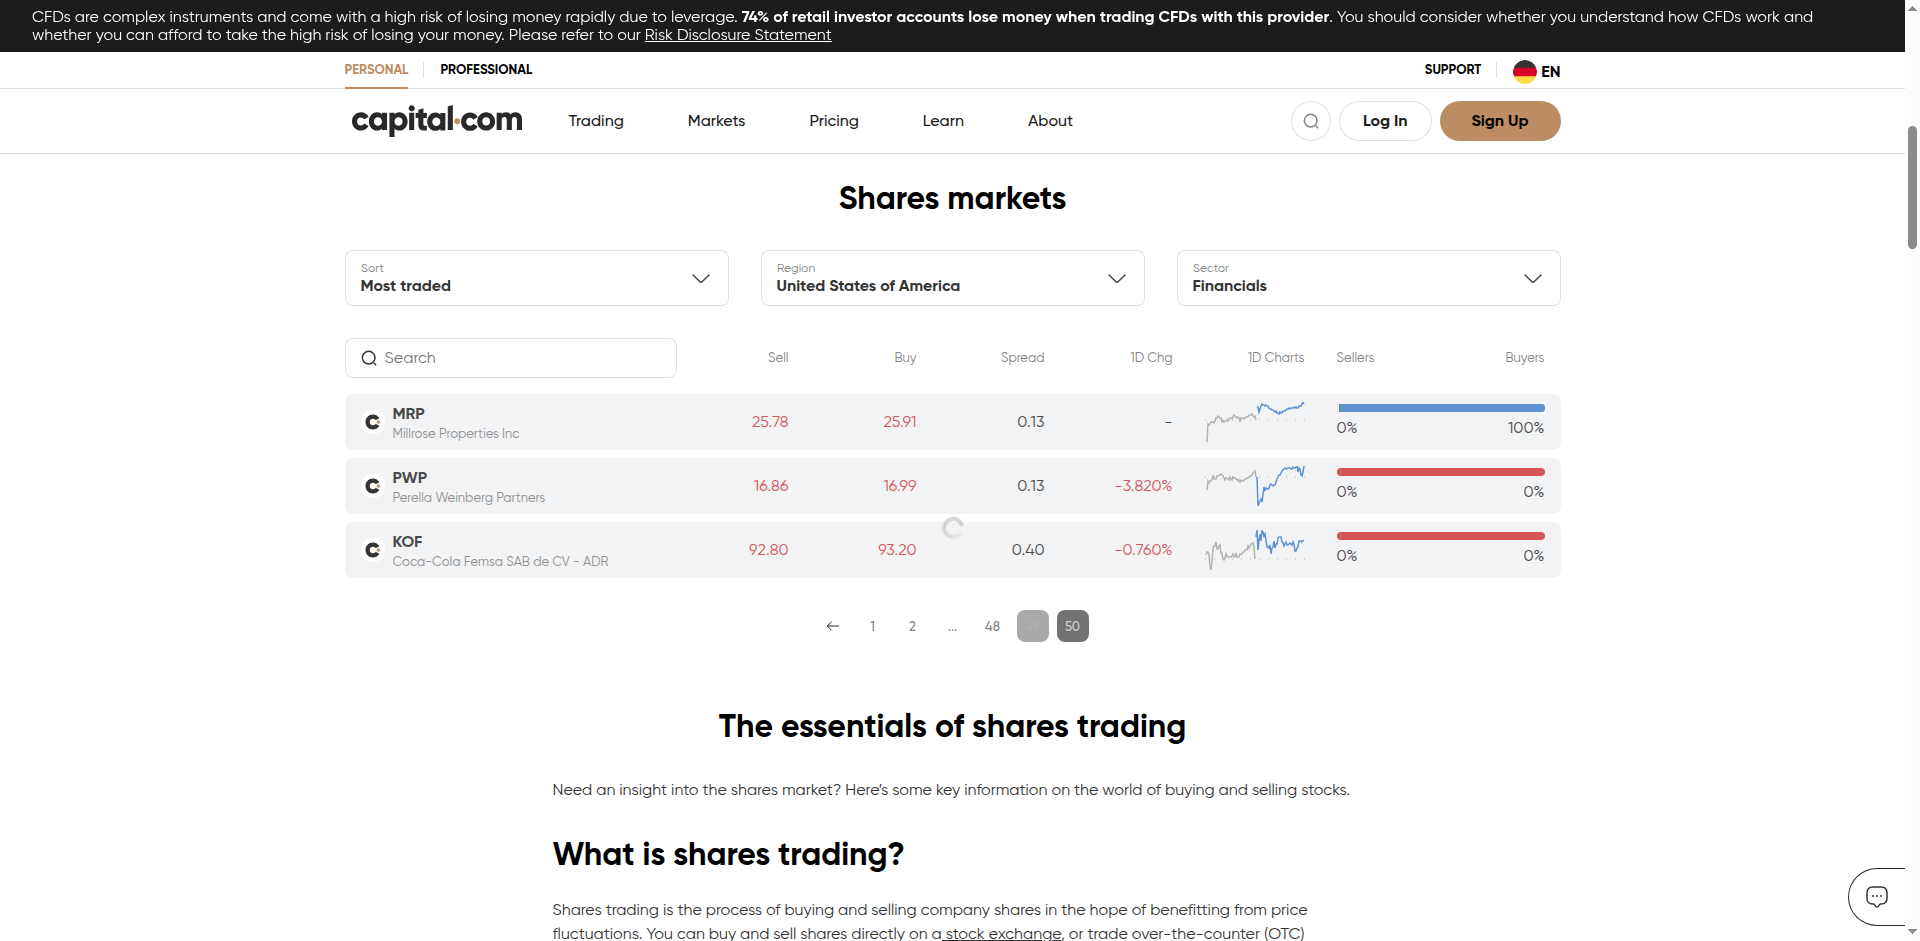 CFDs are complex instruments and come with a high risk of losing money rapidly due to leverage. 74% of retail investor accounts lose money when trading CFDs with this provider. You should consider whether you understand how CFDs work and
whether you can afford to take the high risk of losing your money. Please refer to our Risk Disclosure Statement
PERSONAL PROFESSIONAL SUPPORT EN
capital.com Trading Markets Pricing Learn About Log In Sign Up
Shares markets
Sort Region Sector
Most traded United States of America Financials
Search Sell Buy Spread 1D Chg 1D Charts Sellers Buyers
MRP
Millrose Properties Inc 25.78 25.91 0.13 - 0% 100%
PWP
Perella Weinberg Partners 16.86 16.99 0.13 -3.820% 0% 0%
KOF
Coca-Cola Femsa SAB de CV - ADR 92.80 93.20 0.40 -0.760% 0% 0%
← 1 2 ... 48 50
The essentials of shares trading
Need an insight into the shares market? Here’s some key information on the world of buying and selling stocks.
What is shares trading?
Shares trading is the process of buying and selling company shares in the hope of benefitting from price
fluctuations. You can buy and sell shares directly on a stock exchange, or trade over-the-counter (OTC)